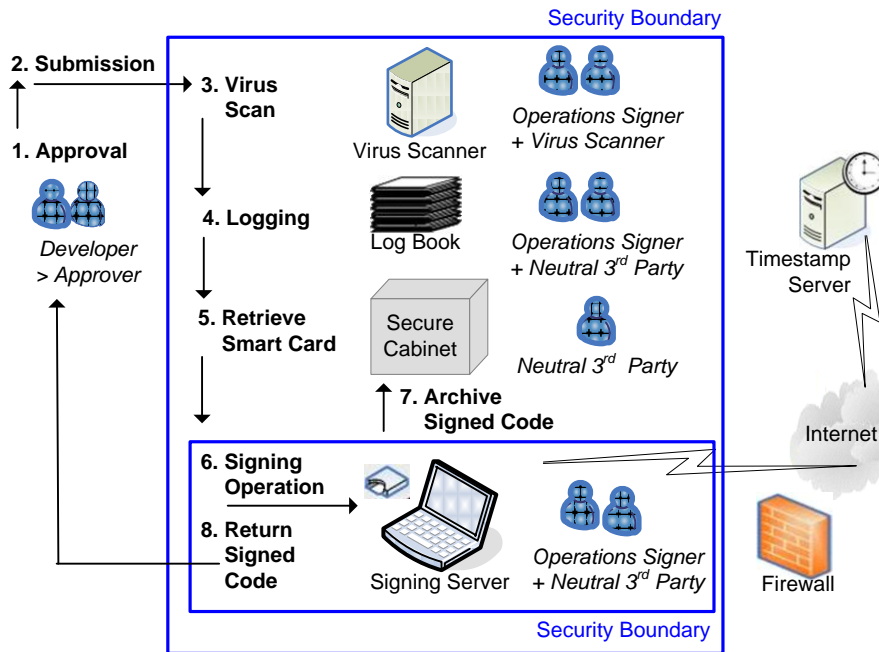 Security Boundary
2. Submission
3. Virus
Scan
Virus Scanner
Operations Signer
+ Virus Scanner
1. Approval
Developer
> Approver
4. Logging
Log Book
Operations Signer
+ Neutral 3rd Party
Timestamp
Server
5. Retrieve
Smart Card
Secure
Cabinet
Neutral 3rd Party
7. Archive
Signed Code
Internet
6. Signing
Operation
8. Return
Signed
Code
Signing Server
Operations Signer
+ Neutral 3rd Party
Firewall
Security Boundary